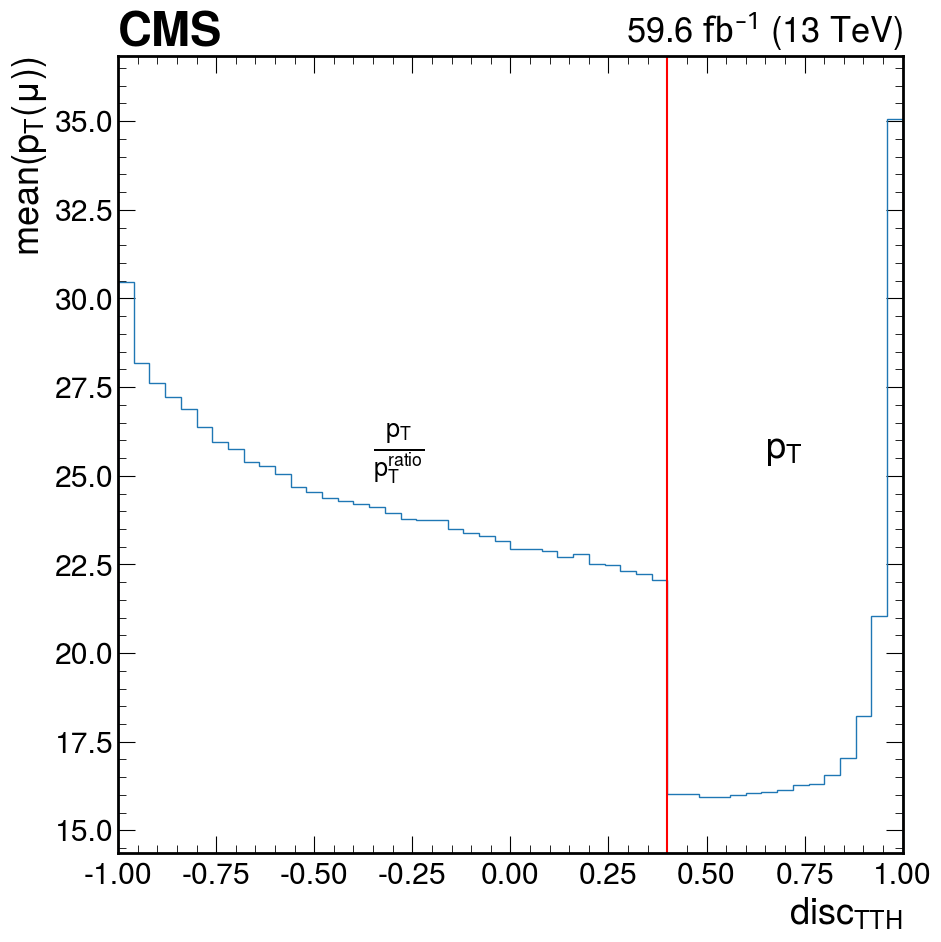 CMS 59.6 fb⁻¹ (13 TeV)
mean(p_T(μ))
35.0
32.5
30.0
27.5
25.0
22.5
20.0
17.5
15.0
p_T
p_T^ratio
p_T
-1.00 -0.75 -0.50 -0.25 0.00 0.25 0.50 0.75 1.00
disc_TTH